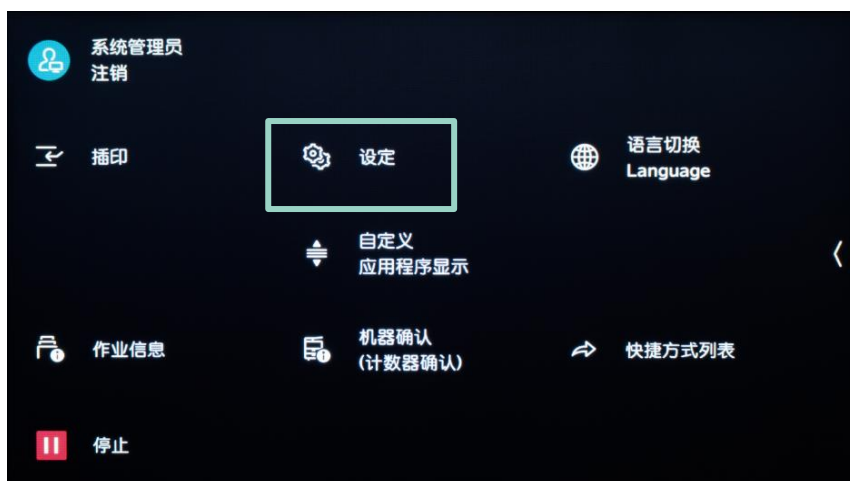 系统管理员
注销
插印
设定
语言切换
Language
自定义
应用程序显示
作业信息
机器确认
(计数器确认)
快捷方式列表
停止